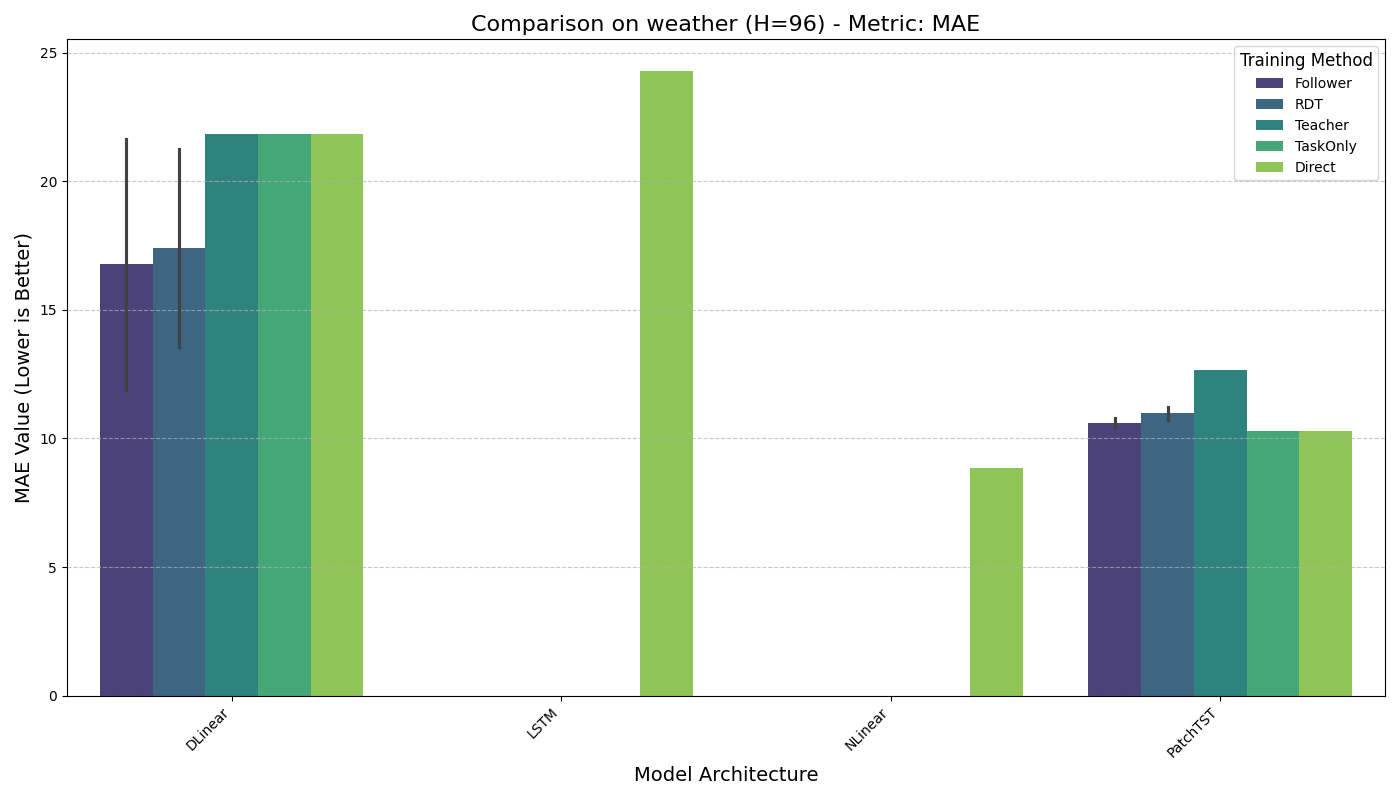 Comparison on weather (H=96) - Metric: MAE
MAE Value (Lower is Better)
25
20
15
10
5
0
Training Method
Follower
RDT
Teacher
TaskOnly
Direct
DLinear
LSTM
NLinear
PatchTST
Model Architecture